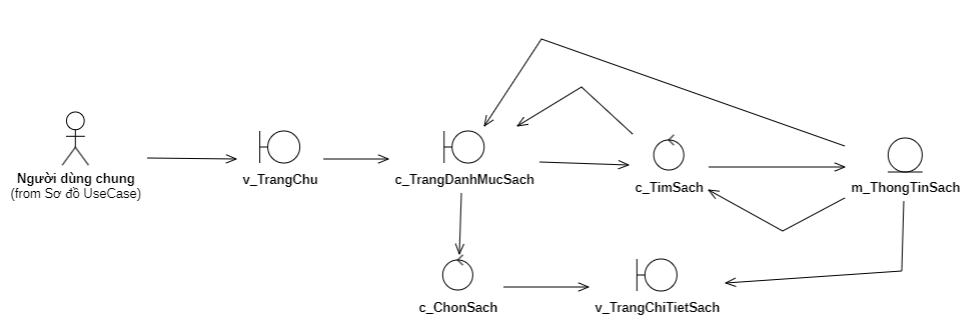 Người dùng chung
(from Sơ đồ UseCase)
v_TrangChu
c_TrangDanhMucSach
c_TimSach
m_ThongTinSach
c_ChonSach
v_TrangChiTietSach